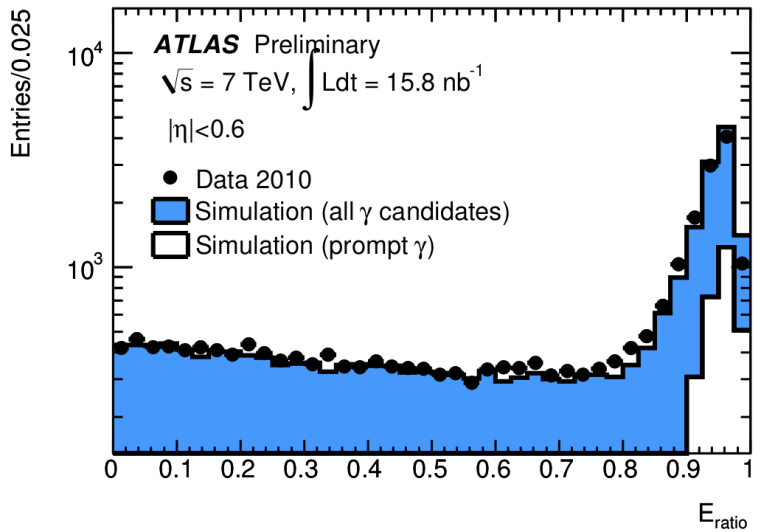 Entries/0.025
10⁴
10³
ATLAS Preliminary
√s = 7 TeV, ∫ Ldt = 15.8 nb⁻¹
|η|<0.6
Data 2010
Simulation (all γ candidates)
Simulation (prompt γ)
0 0.1 0.2 0.3 0.4 0.5 0.6 0.7 0.8 0.9 1
E_ratio